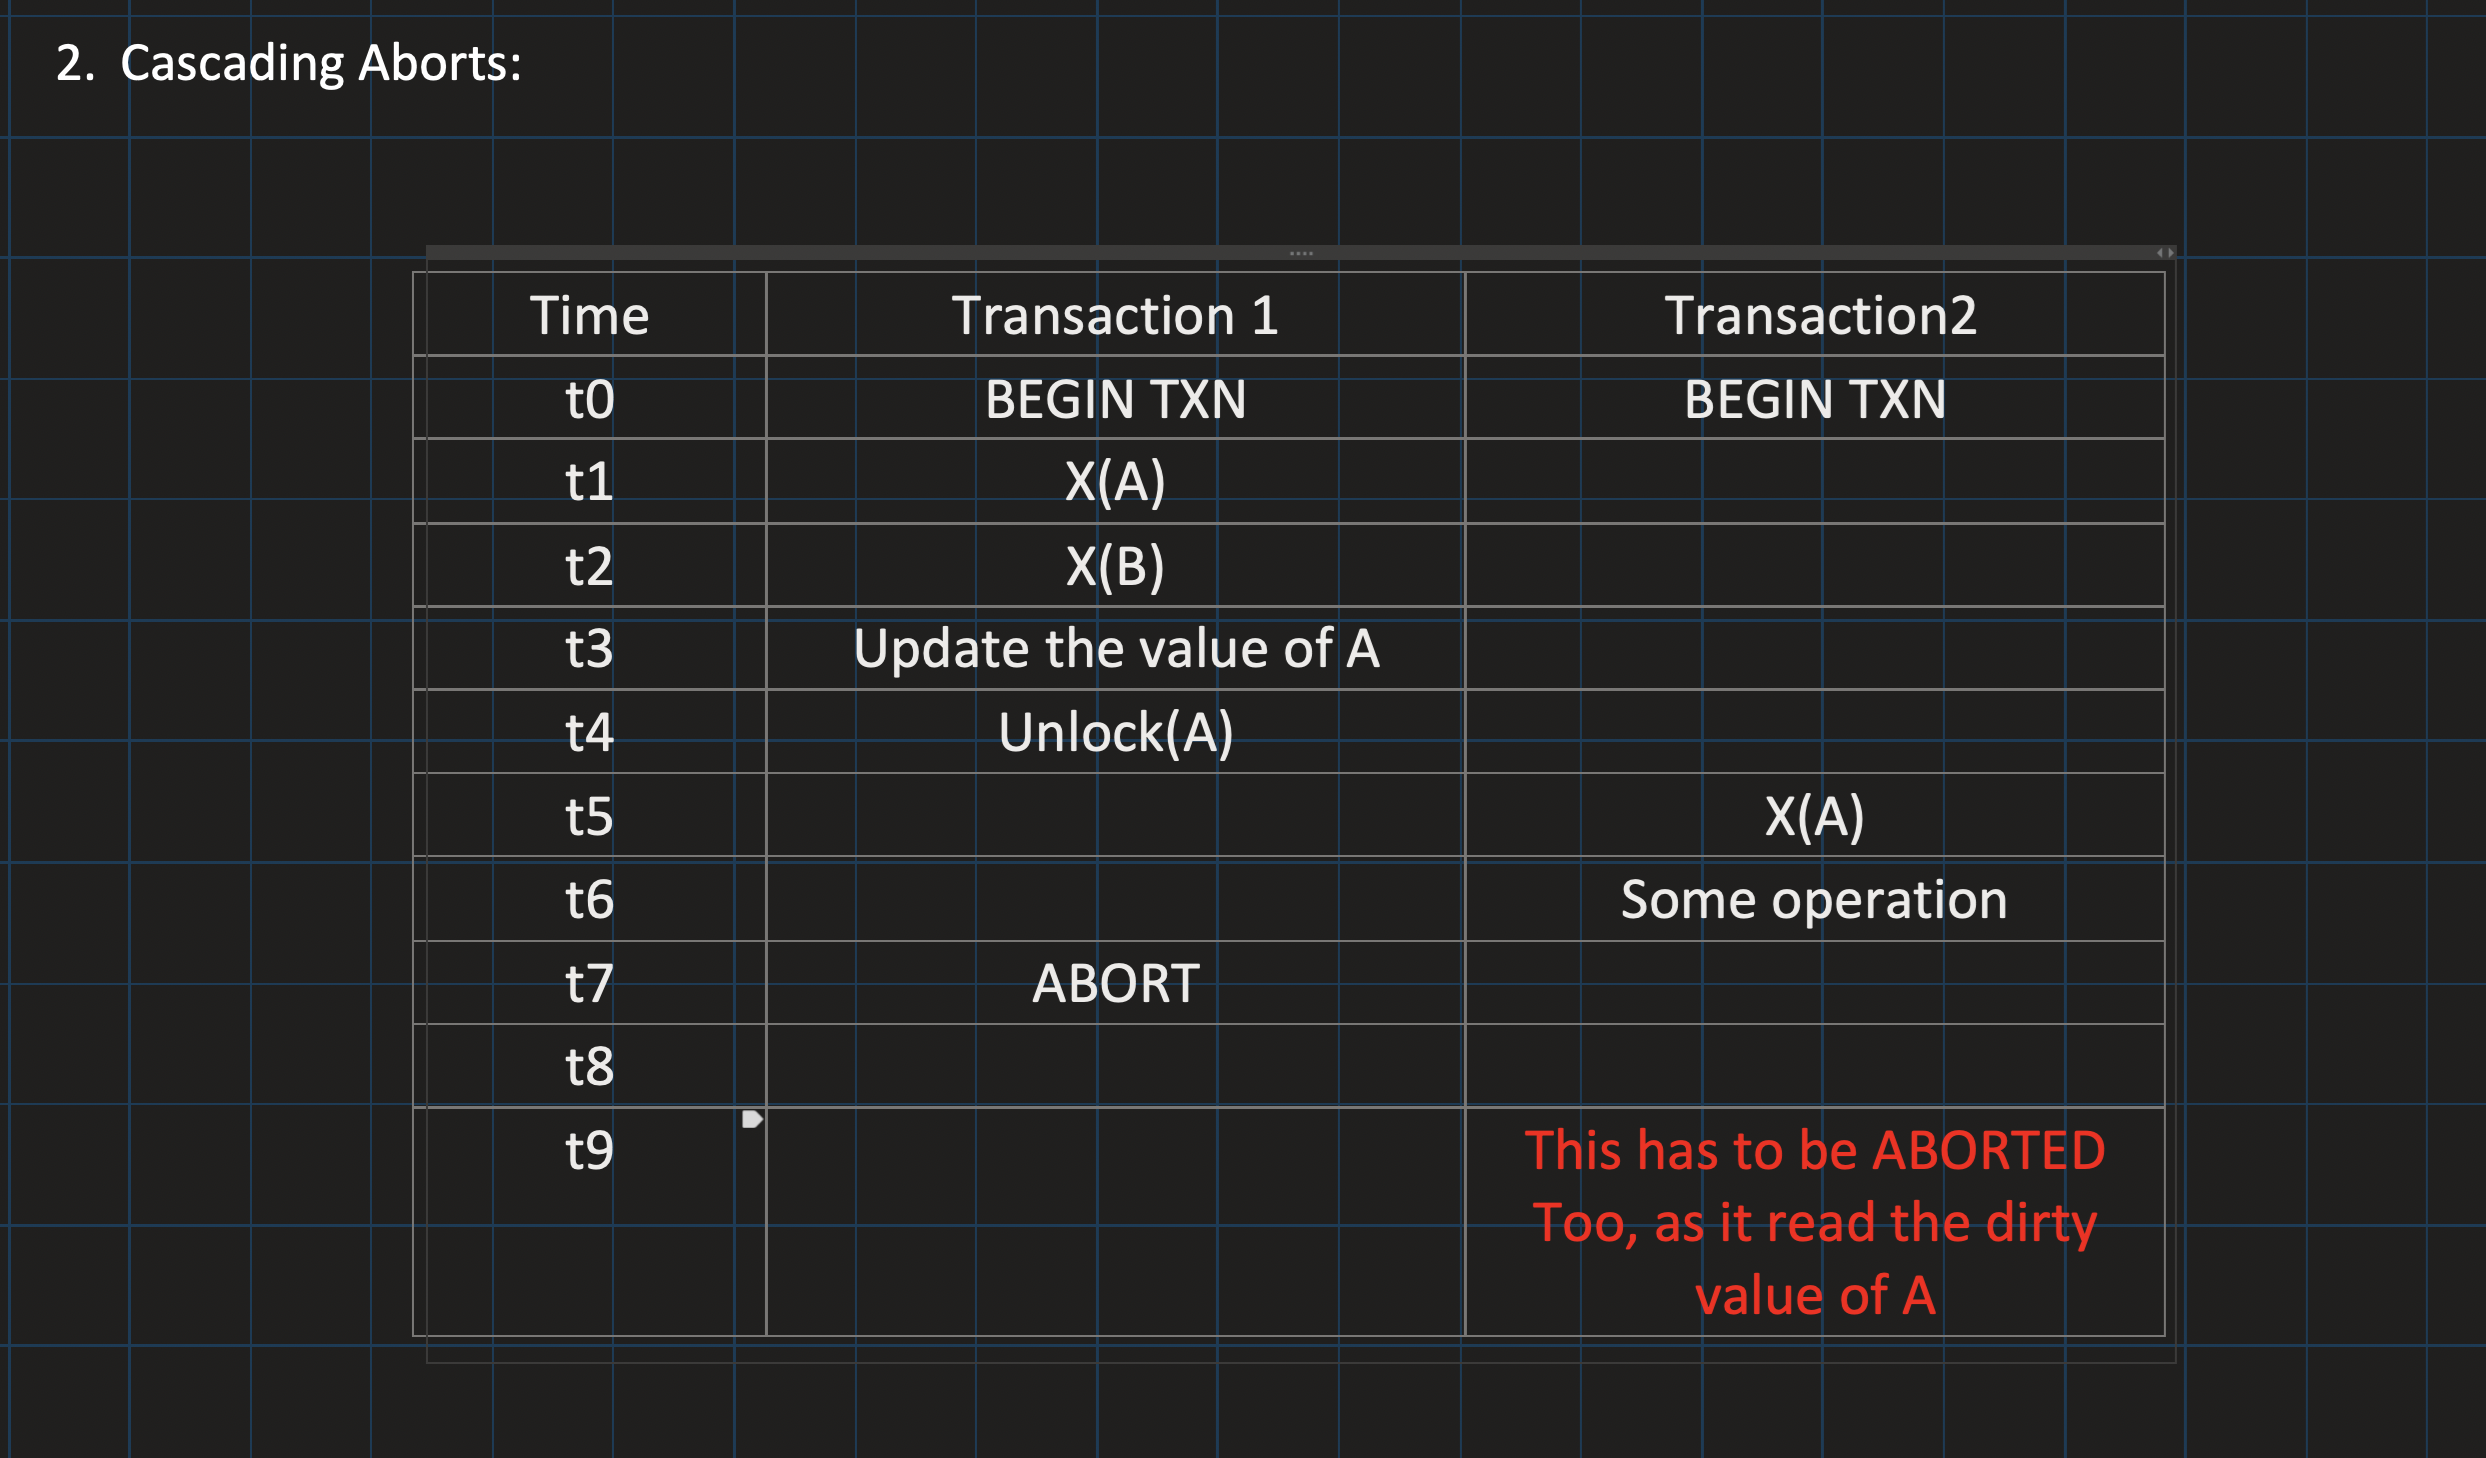 2. Cascading Aborts:
Time Transaction 1 Transaction2
t0 BEGIN TXN BEGIN TXN
t1 X(A)
t2 X(B)
t3 Update the value of A
t4 Unlock(A)
t5 X(A)
t6 Some operation
t7 ABORT
t8
t9 This has to be ABORTED
Too, as it read the dirty
value of A